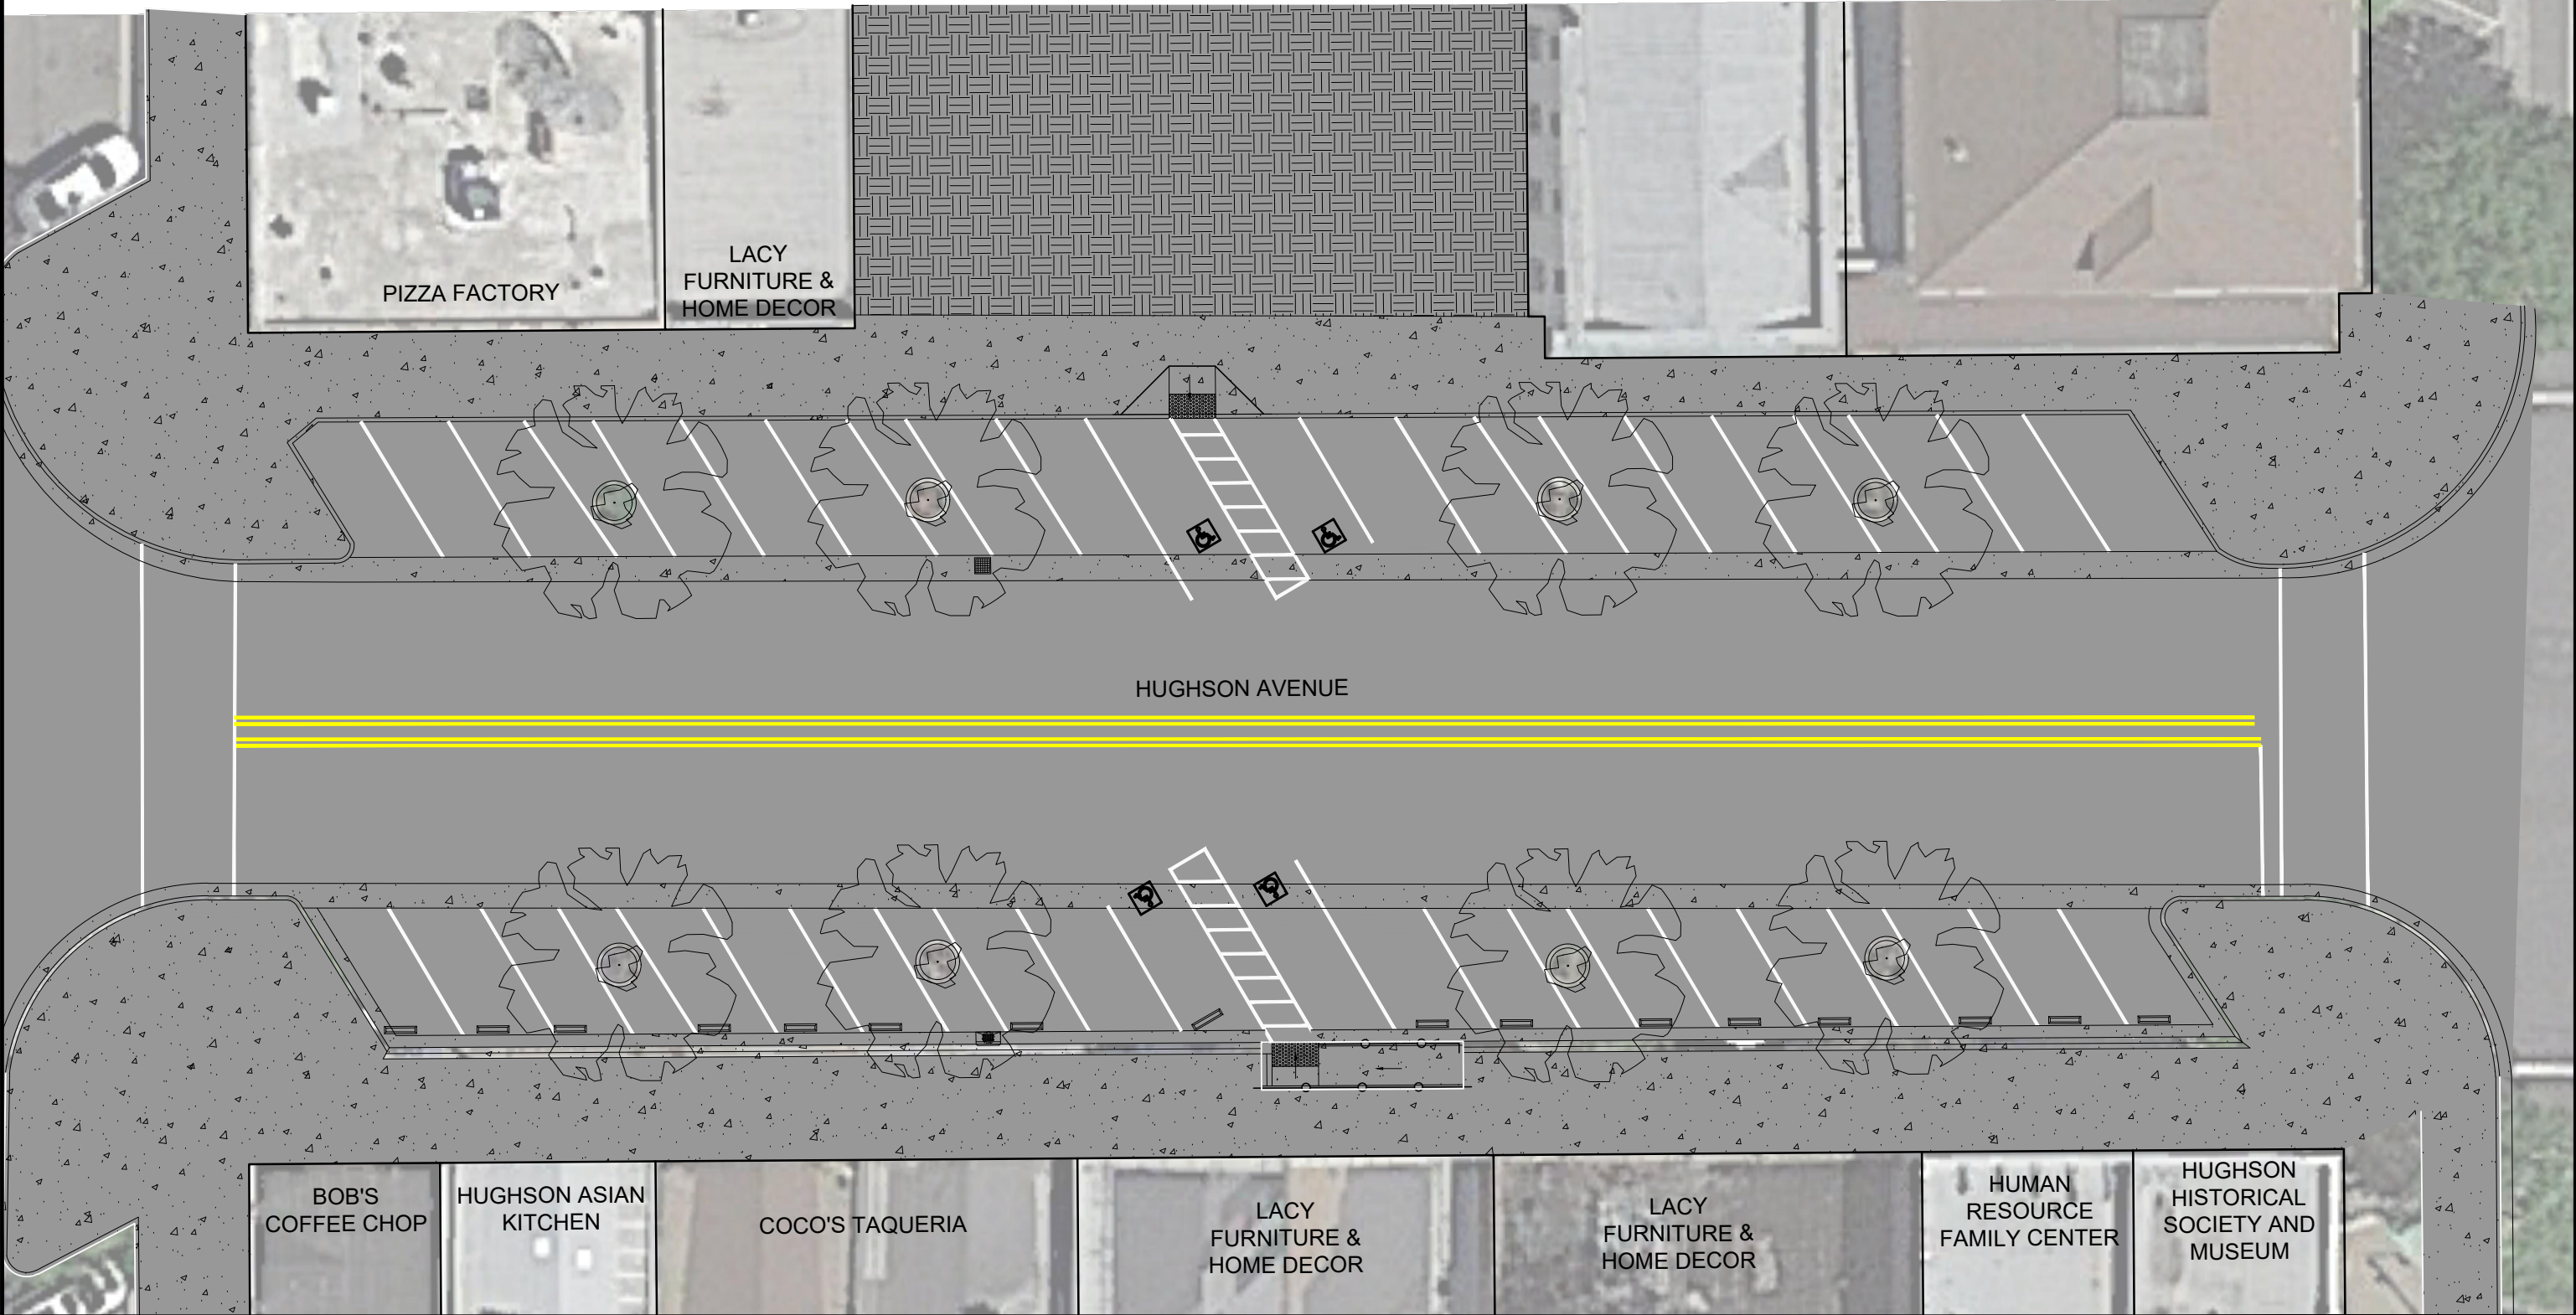 LACY
FURNITURE &
HOME DECOR
PIZZA FACTORY
HUGHSON AVENUE
BOB'S
COFFEE CHOP
HUGHSON ASIAN
KITCHEN
COCO'S TAQUERIA
LACY
FURNITURE &
HOME DECOR
LACY
FURNITURE &
HOME DECOR
HUMAN
RESOURCE
FAMILY CENTER
HUGHSON
HISTORICAL
SOCIETY AND
MUSEUM